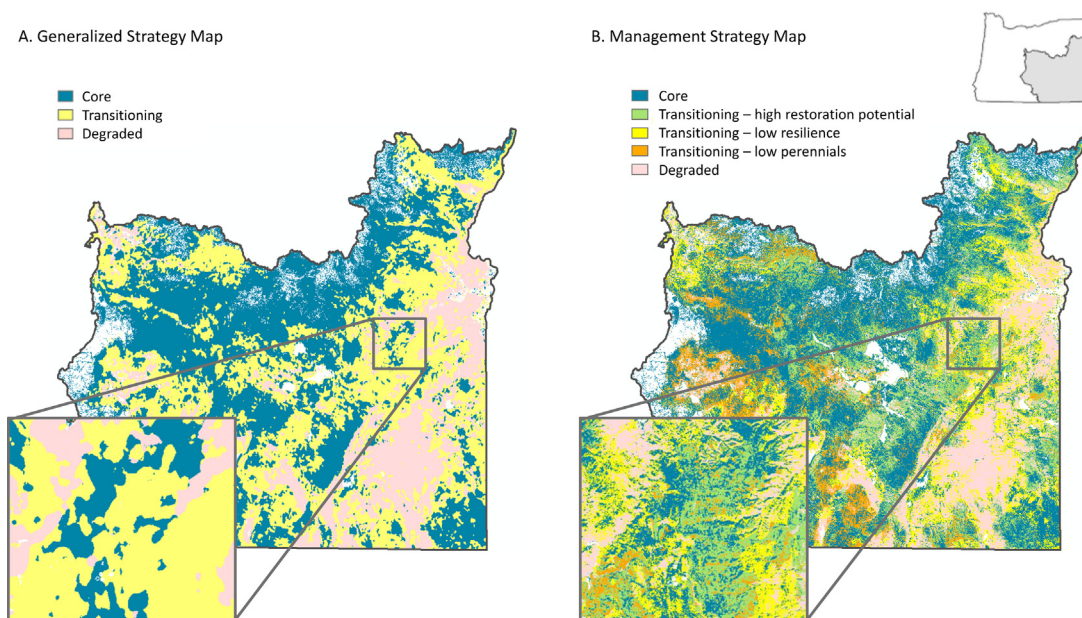 A. Generalized Strategy Map
Core
Transitioning
Degraded
B. Management Strategy Map
Core
Transitioning – high restoration potential
Transitioning – low resilience
Transitioning – low perennials
Degraded